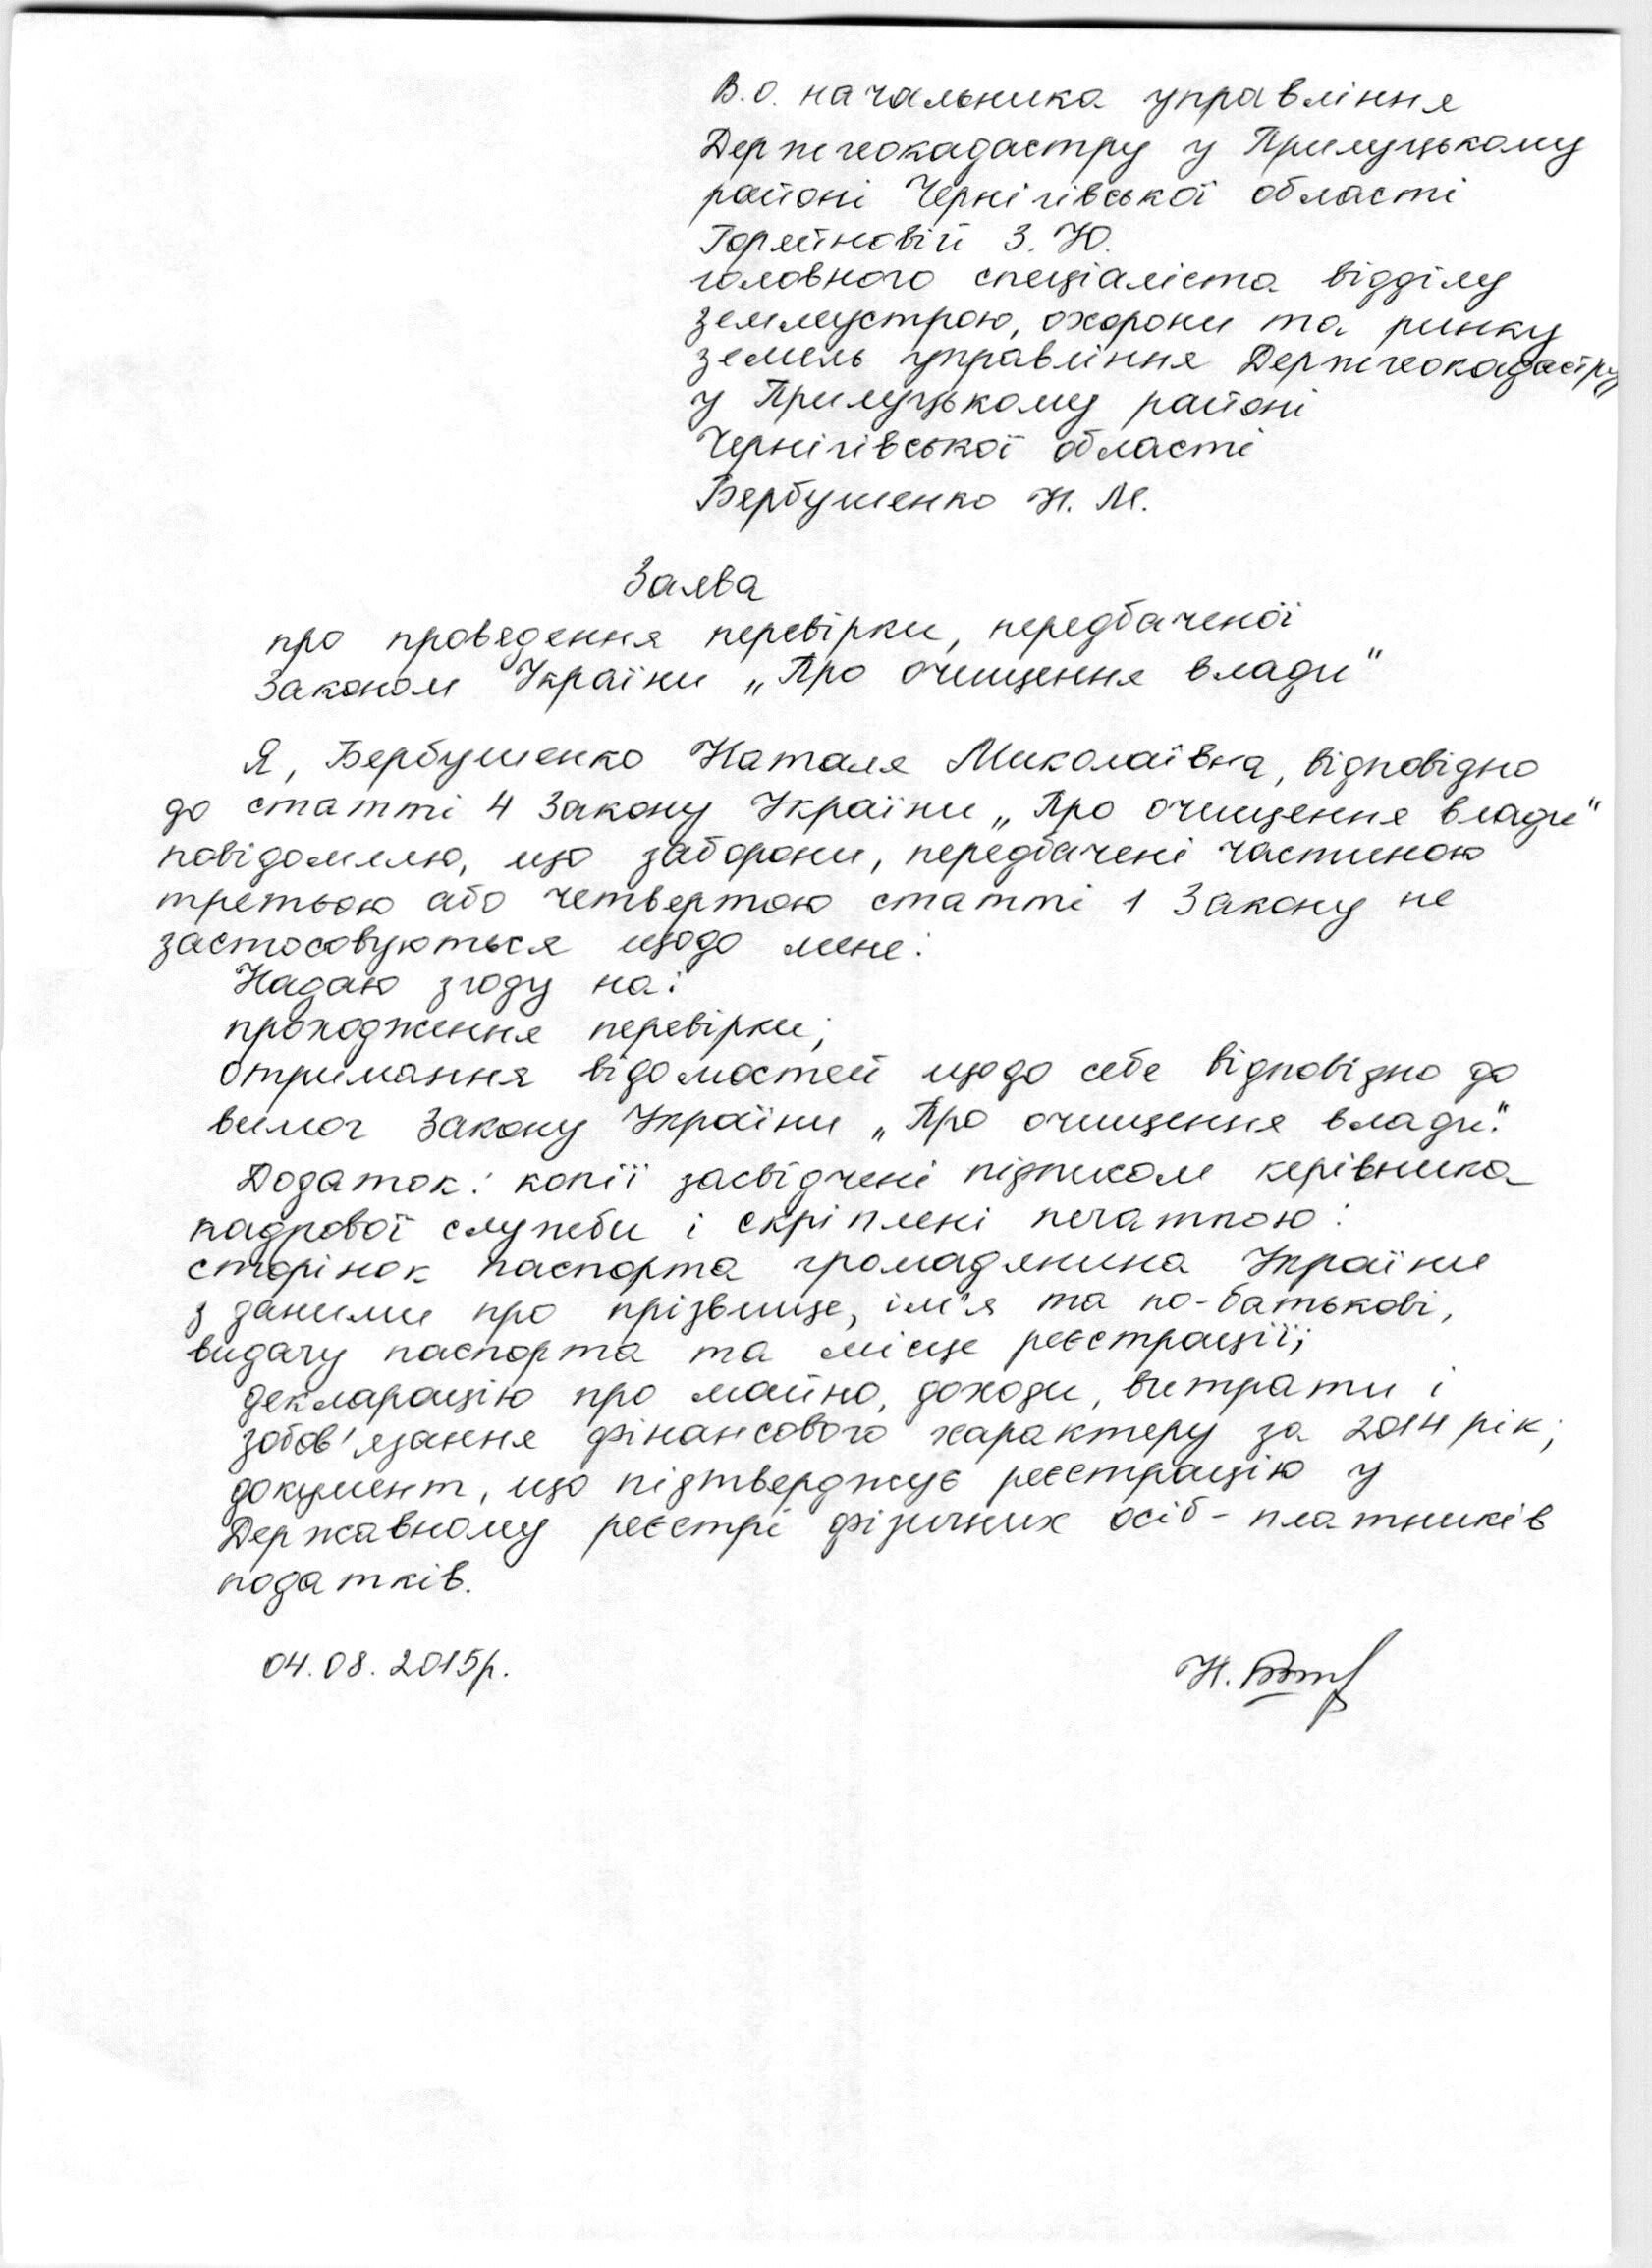 В.о. начальника управління
Держгеокадастру у Прилуцькому
районі Чернігівської області
Горяйновій З. Ю.
головного спеціаліста відділу
землеустрою, охорони та ринку
земель управління Держгеокадастру
у Прилуцькому районі
Чернігівської області
Бербушенко Н. М.
Заява
про проведення перевірки, передбаченої
Законом України „Про очищення влади"
Я, Бербушенко Наталя Миколаївна, відповідно
до статті 4 Закону України „Про очищення влади"
повідомляю, що заборони, передбачені частиною
третьою або четвертою статті 1 Закону не
застосовуються щодо мене.
Надаю згоду на:
проходження перевірки;
отримання відомостей щодо себе відповідно до
вимог Закону України „Про очищення влади".
Додаток: копії засвідчені підписом керівника
кадрової служби і скріплені печаткою:
сторінок паспорта громадянина України
з даними про прізвище, ім'я та по-батькові,
видачу паспорта та місце реєстрації;
декларацію про майно, доходи, витрати і
зобов'язання фінансового характеру за 2014 рік;
документ, що підтверджує реєстрацію у
Державному реєстрі фізичних осіб - платників
податків.
04.08.2015р.